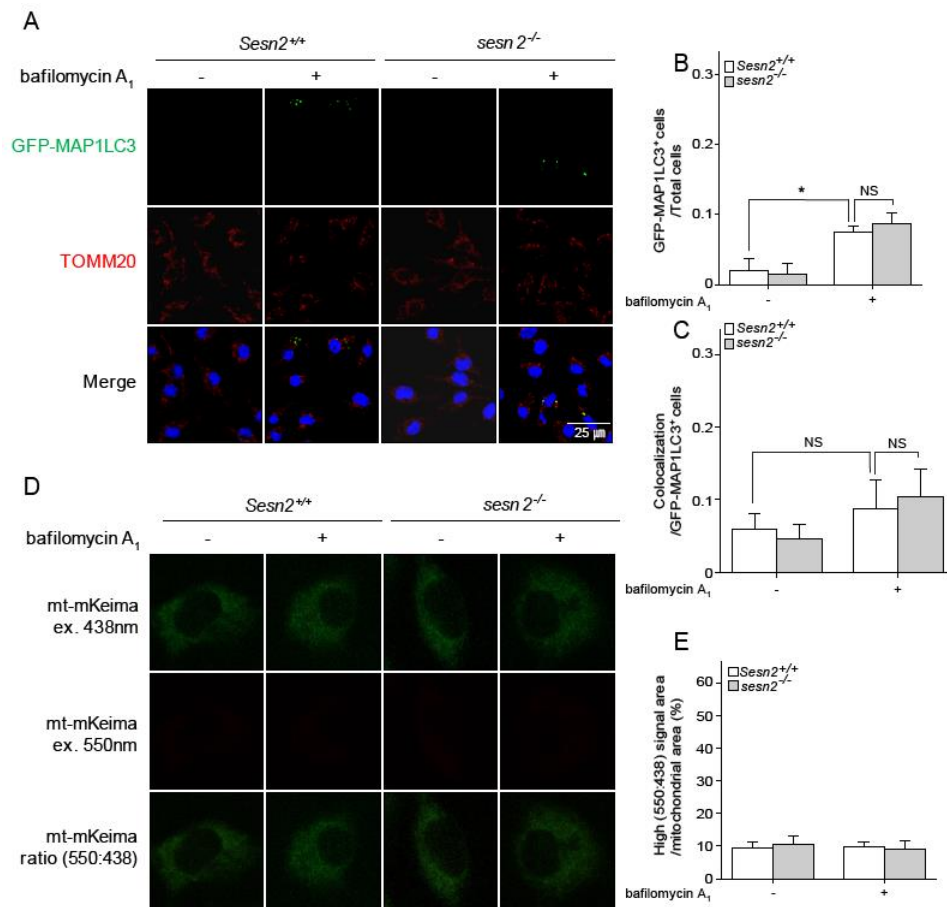 A
Sesn2+/+ sesn2-/-
bafilomycin A1 - + - +
GFP-MAP1LC3
TOMM20
Merge
25 μm
B
Sesn2+/+
sesn2-/-
GFP-MAP1LC3+cells
/Total cells
0.3
0.2
0.1
0
* NS
bafilomycin A1 - +
C
Sesn2+/+
sesn2-/-
Colocalization
/GFP-MAP1LC3+ cells
0.3
0.2
0.1
0
NS NS
bafilomycin A1 - +
D
Sesn2+/+ sesn2-/-
bafilomycin A1 - + - +
mt-mKeima
ex. 438nm
mt-mKeima
ex. 550nm
mt-mKeima
ratio (550:438)
E
Sesn2+/+
sesn2-/-
High (550:438) signal area
/mitochondrial area (%)
60
50
40
30
20
10
0
bafilomycin A1 - +